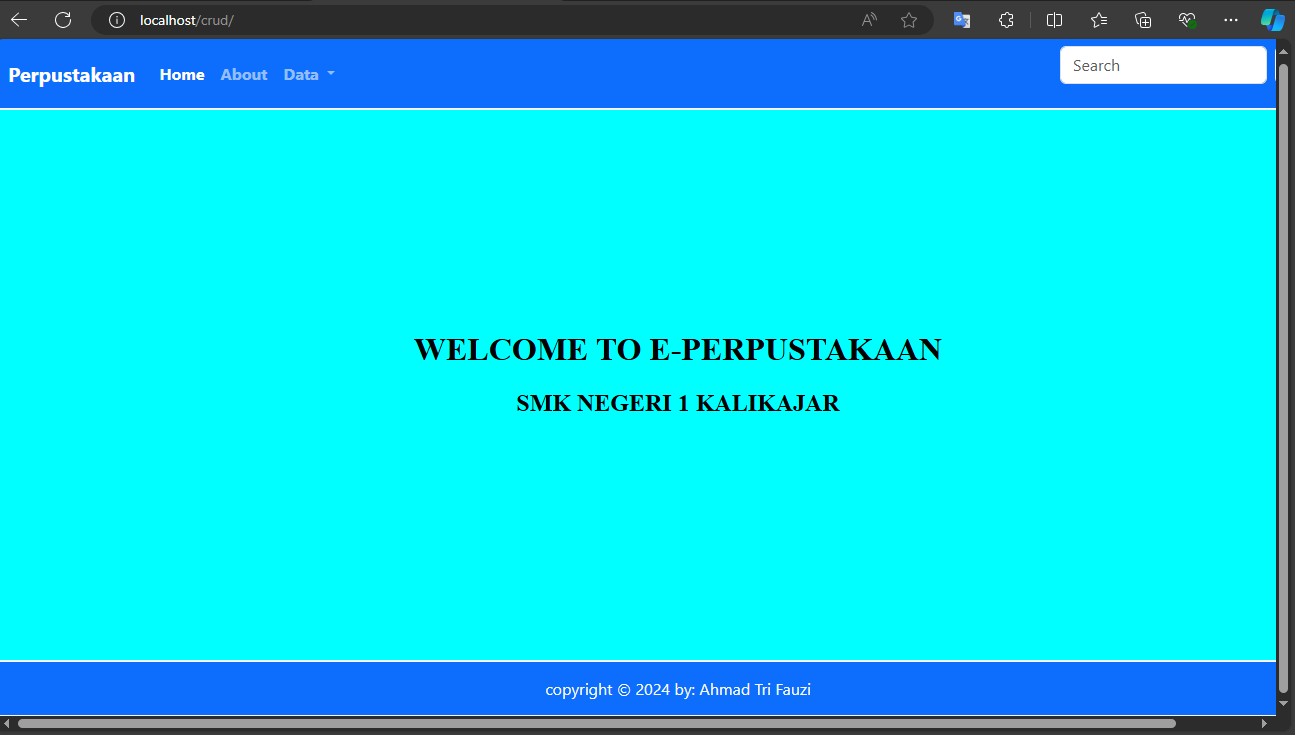 localhost/crud/
Perpustakaan Home About Data Search
WELCOME TO E-PERPUSTAKAAN
SMK NEGERI 1 KALIKAJAR
copyright © 2024 by: Ahmad Tri Fauzi